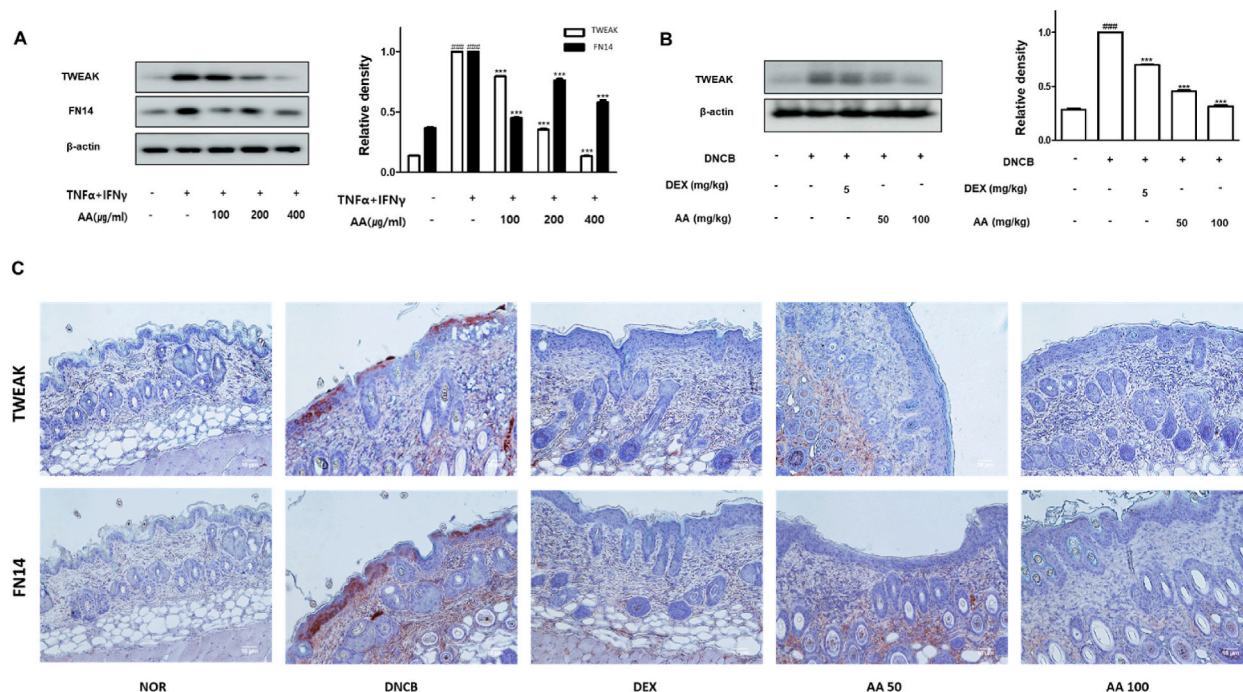 A
TWEAK
FN14
β-actin
TNFα+IFNγ - + + + +
AA(μg/ml) - - 100 200 400
Relative density
TWEAK
FN14
1.0
0.5
0.0
### ###
*** *** *** *** *** ***
TNFα+IFNγ - + + + +
AA(μg/ml) - - 100 200 400
B
TWEAK
β-actin
DNCB - + + + +
DEX (mg/kg) - - 5 - -
AA (mg/kg) - - - 50 100
Relative density
1.0
0.5
0.0
###
*** *** ***
DNCB - + + + +
DEX (mg/kg) - - 5 - -
AA (mg/kg) - - - 50 100
C
TWEAK
FN14
NOR DNCB DEX AA 50 AA 100